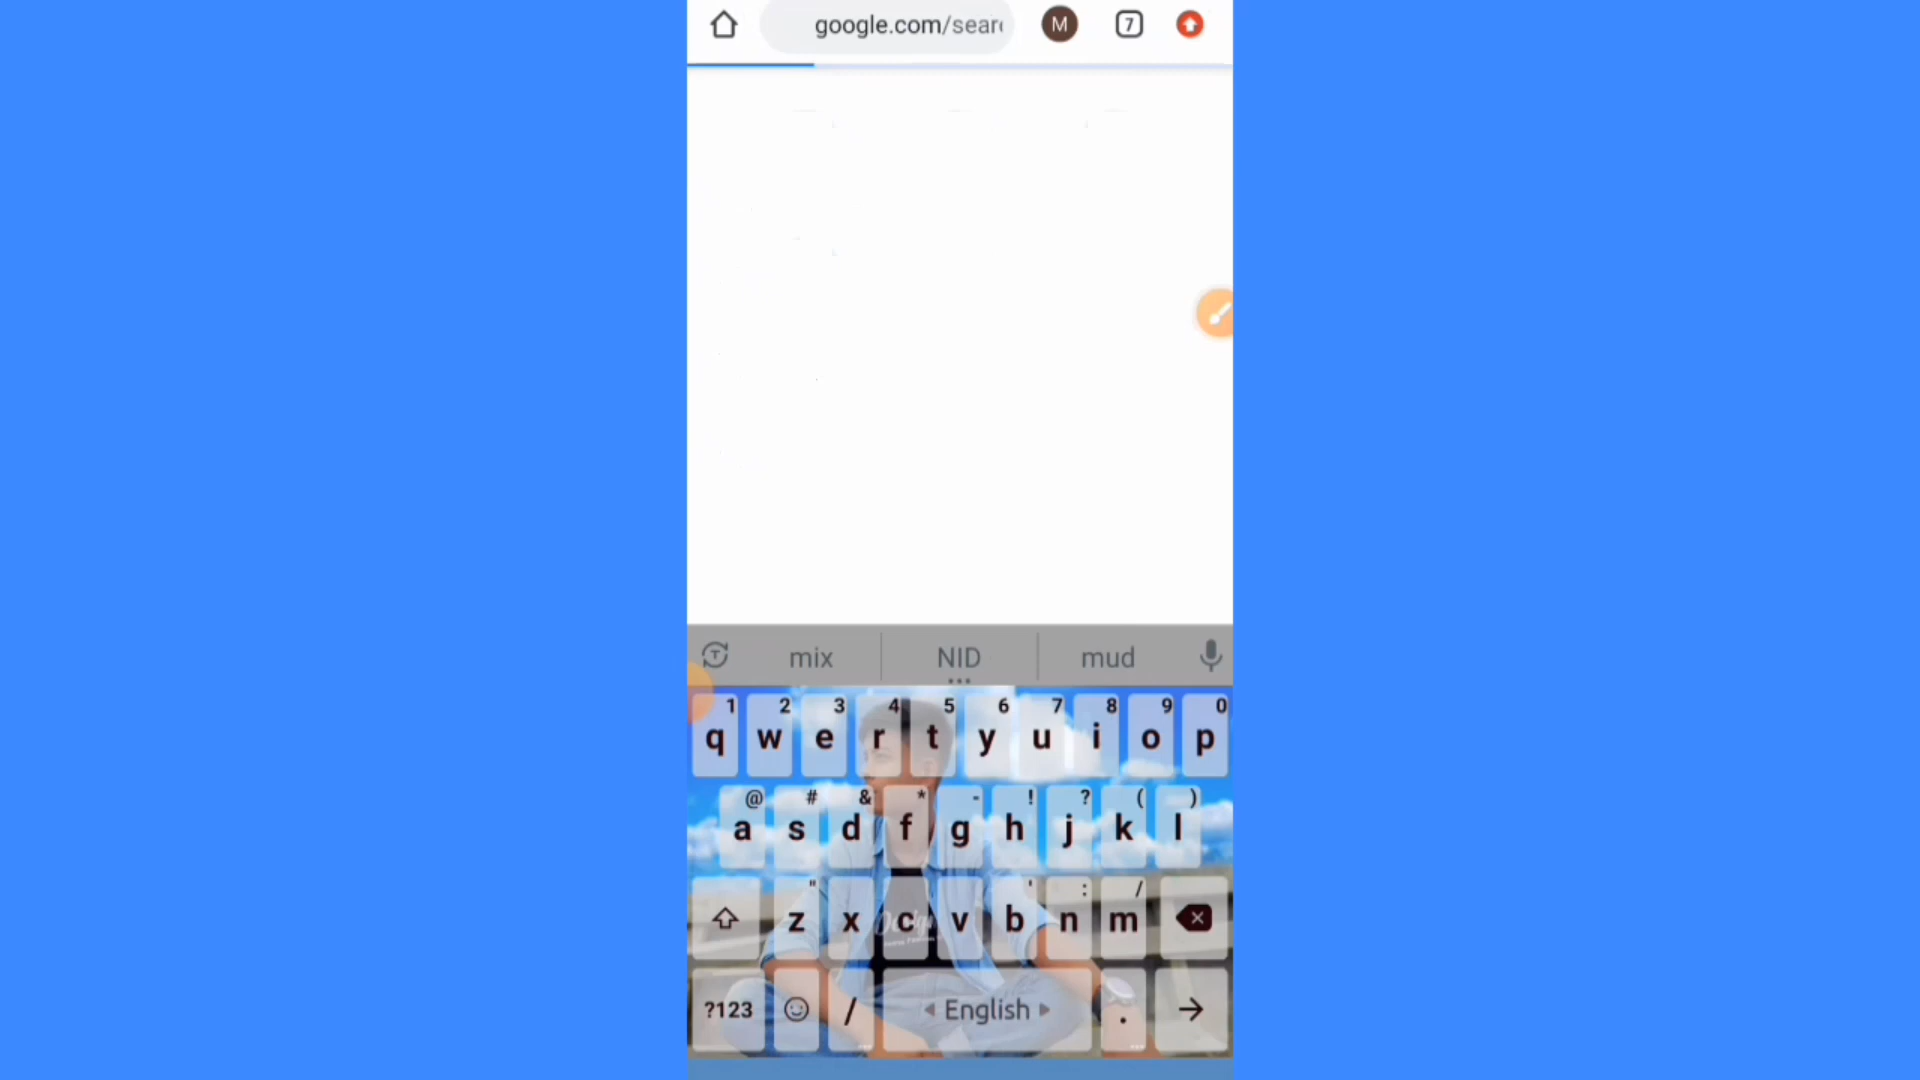 google.com/sear M 7
mix NID mud
1 2 3 4 5 6 7 8 9 0
q w e r t y u i o p
@ # & * - ! ? ( )
a s d f g h j k l
" ' : /
z x c v b n m
?123 / English .